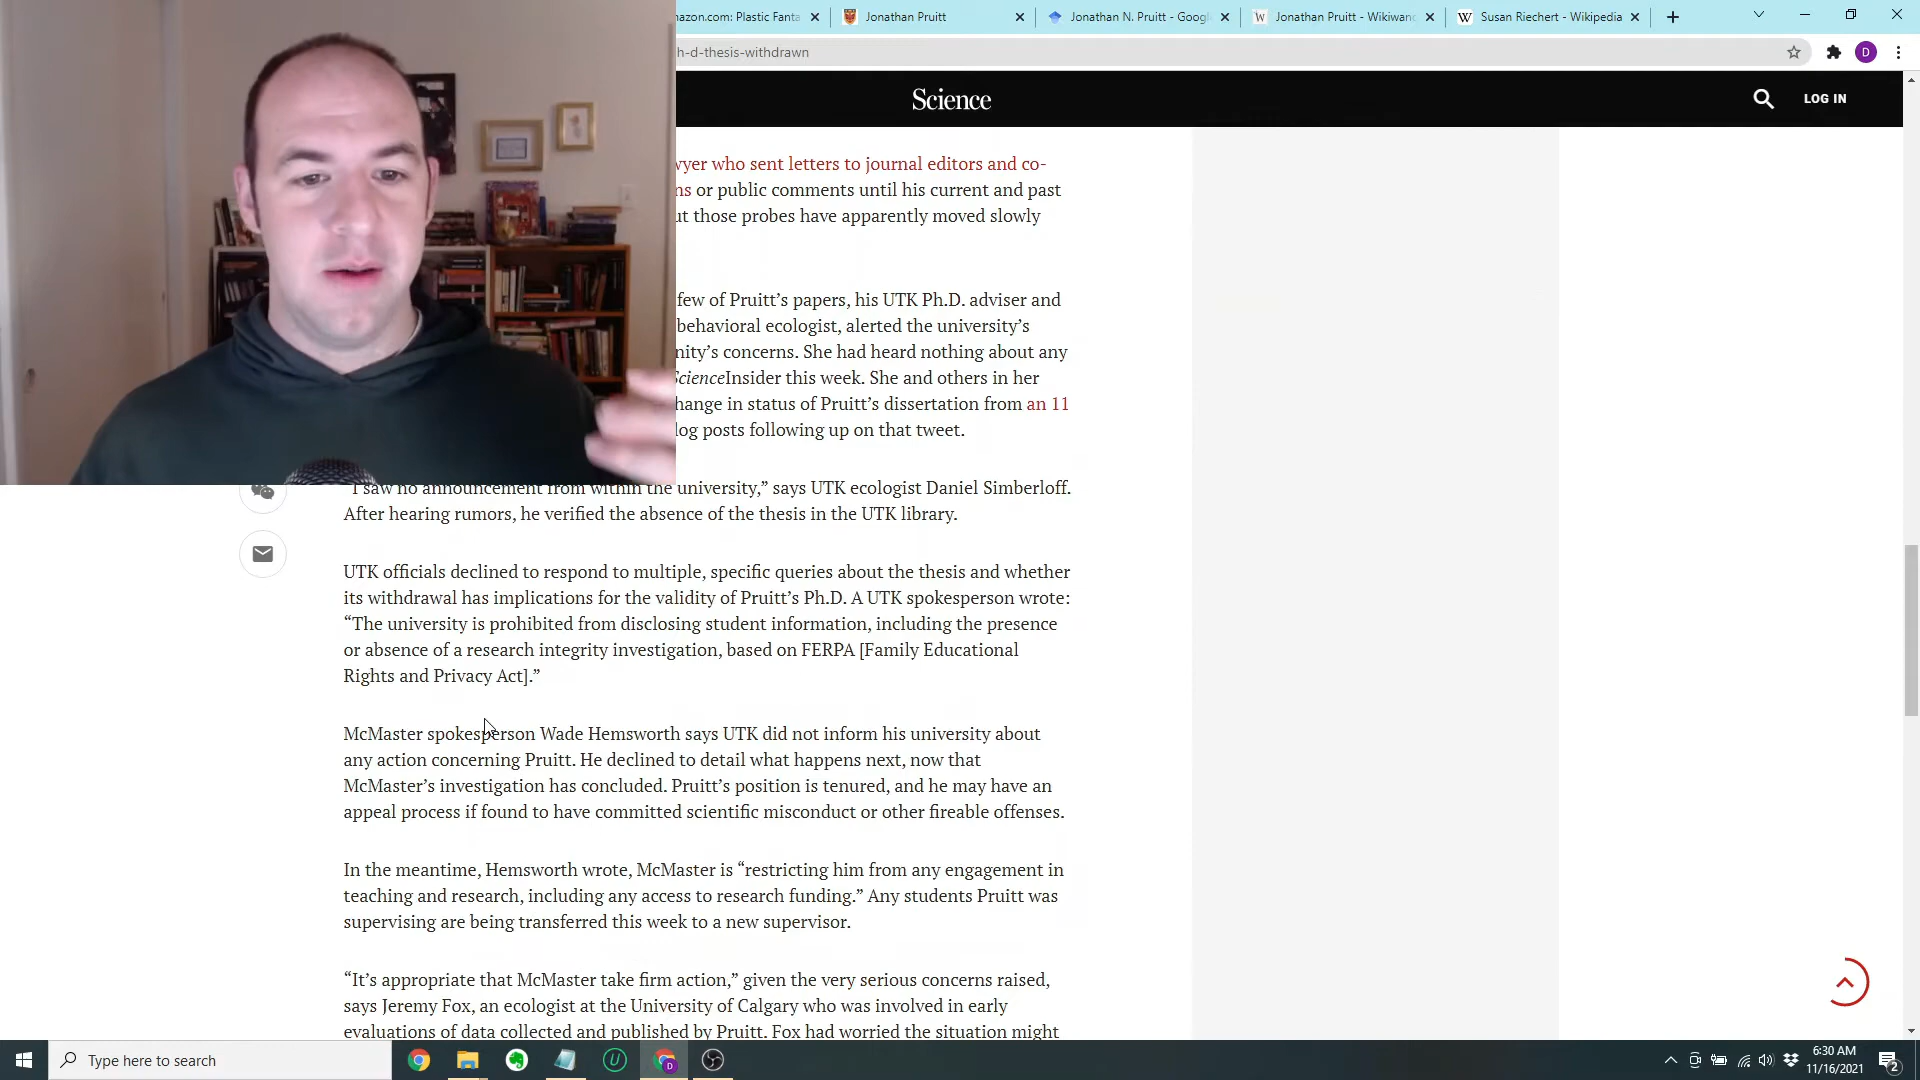 nazon.com: Plastic Fanta
Jonathan Pruitt
Jonathan N. Pruitt - Googl
Jonathan Pruitt - Wikiwand
Susan Riechert - Wikipedia
h-d-thesis-withdrawn
D
Science
LOG IN
wyer who sent letters to journal editors and co-
ns or public comments until his current and past
ut those probes have apparently moved slowly
few of Pruitt's papers, his UTK Ph.D. adviser and
behavioral ecologist, alerted the university's
nity's concerns. She had heard nothing about any
ScienceInsider this week. She and others in her
hange in status of Pruitt's dissertation from an 11
log posts following up on that tweet.
“I saw no announcement from within the university,” says UTK ecologist Daniel Simberloff.
After hearing rumors, he verified the absence of the thesis in the UTK library.
UTK officials declined to respond to multiple, specific queries about the thesis and whether
its withdrawal has implications for the validity of Pruitt's Ph.D. A UTK spokesperson wrote:
“The university is prohibited from disclosing student information, including the presence
or absence of a research integrity investigation, based on FERPA [Family Educational
Rights and Privacy Act].”
McMaster spokesperson Wade Hemsworth says UTK did not inform his university about
any action concerning Pruitt. He declined to detail what happens next, now that
McMaster's investigation has concluded. Pruitt's position is tenured, and he may have an
appeal process if found to have committed scientific misconduct or other fireable offenses.
In the meantime, Hemsworth wrote, McMaster is “restricting him from any engagement in
teaching and research, including any access to research funding.” Any students Pruitt was
supervising are being transferred this week to a new supervisor.
“It's appropriate that McMaster take firm action,” given the very serious concerns raised,
says Jeremy Fox, an ecologist at the University of Calgary who was involved in early
evaluations of data collected and published by Pruitt. Fox had worried the situation might
Type here to search
6:30 AM
11/16/2021
2